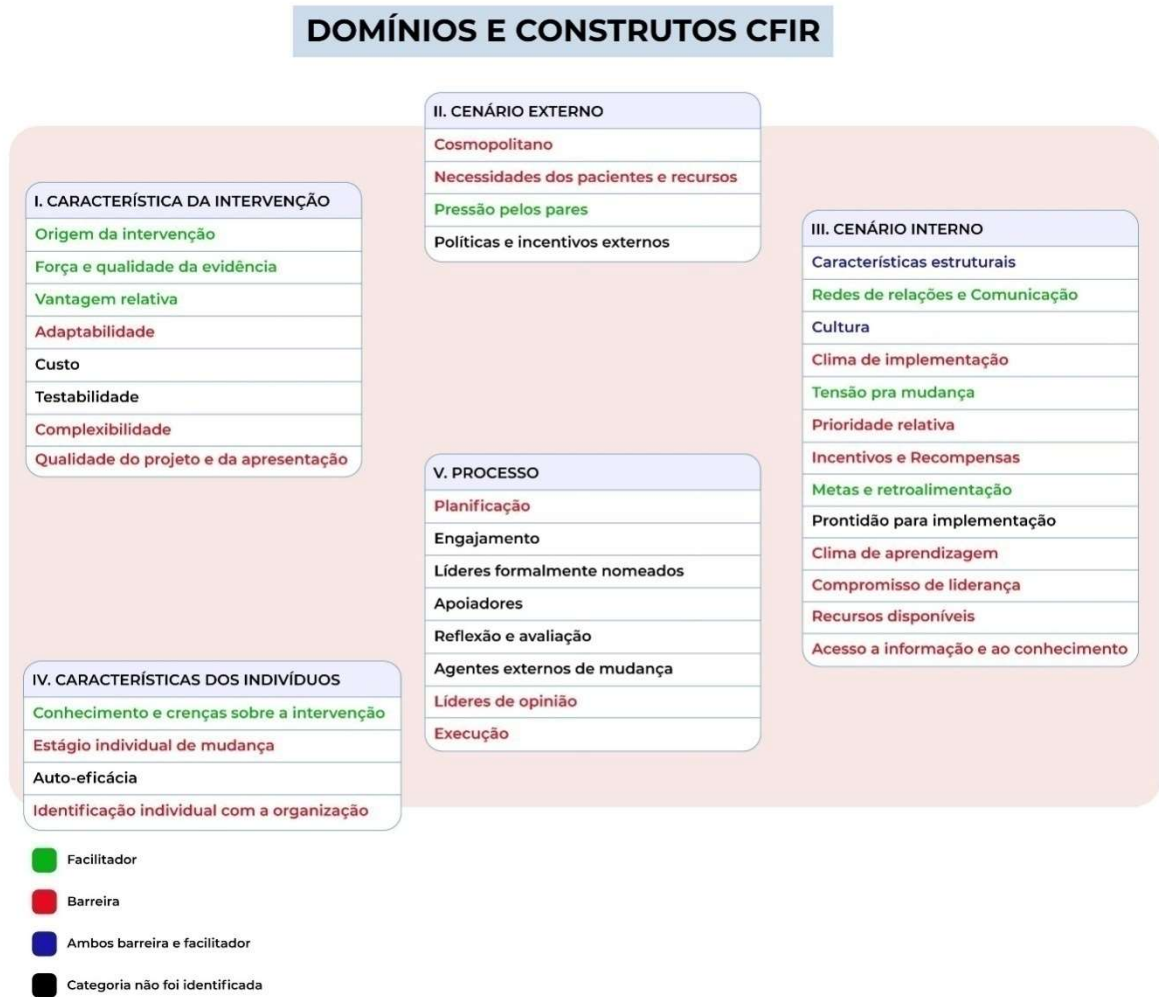 DOMÍNIOS E CONSTRUTOS CFIR
I. CARACTERÍSTICA DA INTERVENÇÃO
Origem da intervenção
Força e qualidade da evidência
Vantagem relativa
Adaptabilidade
Custo
Testabilidade
Complexibilidade
Qualidade do projeto e da apresentação
II. CENÁRIO EXTERNO
Cosmopolitano
Necessidades dos pacientes e recursos
Pressão pelos pares
Políticas e incentivos externos
III. CENÁRIO INTERNO
Características estruturais
Redes de relações e Comunicação
Cultura
Clima de implementação
Tensão pra mudança
Prioridade relativa
Incentivos e Recompensas
Metas e retroalimentação
Prontidão para implementação
Clima de aprendizagem
Compromisso de liderança
Recursos disponíveis
Acesso a informação e ao conhecimento
IV. CARACTERÍSTICAS DOS INDIVÍDUOS
Conhecimento e crenças sobre a intervenção
Estágio individual de mudança
Auto-eficácia
Identificação individual com a organização
V. PROCESSO
Planificação
Engajamento
Líderes formalmente nomeados
Apoiadores
Reflexão e avaliação
Agentes externos de mudança
Líderes de opinião
Execução
Facilitador
Barreira
Ambos barreira e facilitador
Categoria não foi identificada